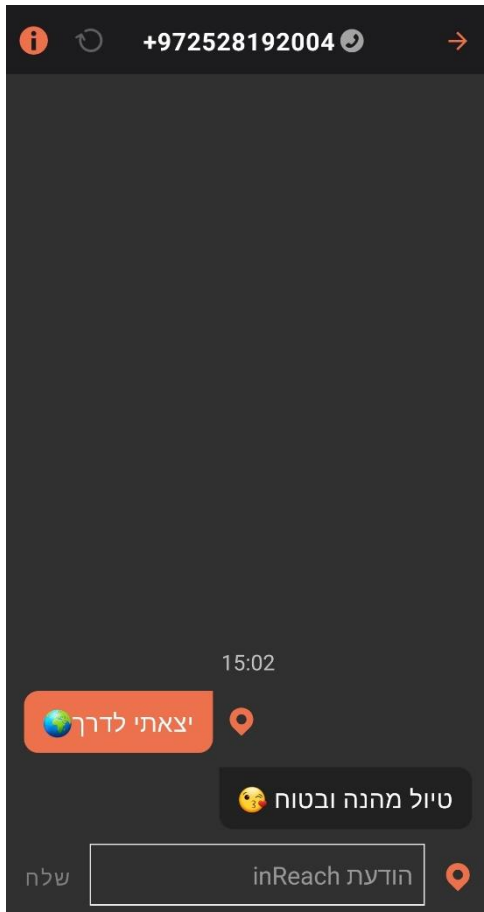 +972528192004
15:02
יצאתי לדרך🌍
טיול מהנה ובטוח 😘
הודעת inReach
שלח